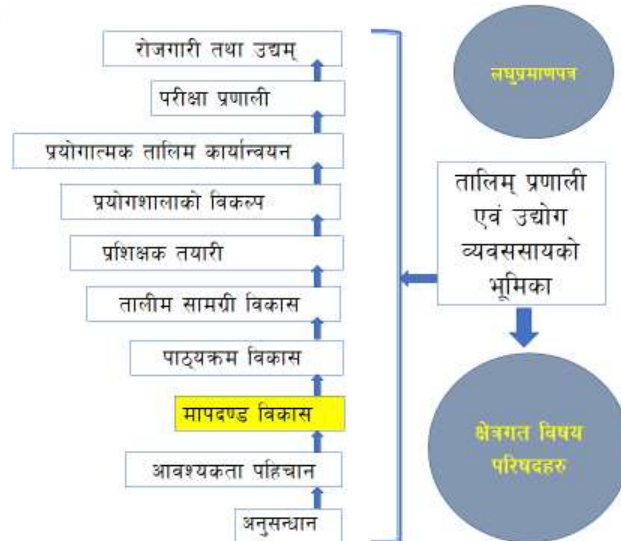 रोजगारी तथा उद्यम्
परीक्षा प्रणाली
प्रयोगात्मक तालिम कार्यान्वयन
प्रयोगशालाको विकल्प
प्रशिक्षक तयारी
तालीम सामग्री विकास
पाठ्यक्रम विकास
मापदण्ड विकास
आवश्यकता पहिचान
अनुसन्धान
लघुप्रमाणपत्र
तालिम् प्रणाली
एवं उद्योग
व्यवससायको
भूमिका
क्षेत्रगत विषय
परिषदहरु